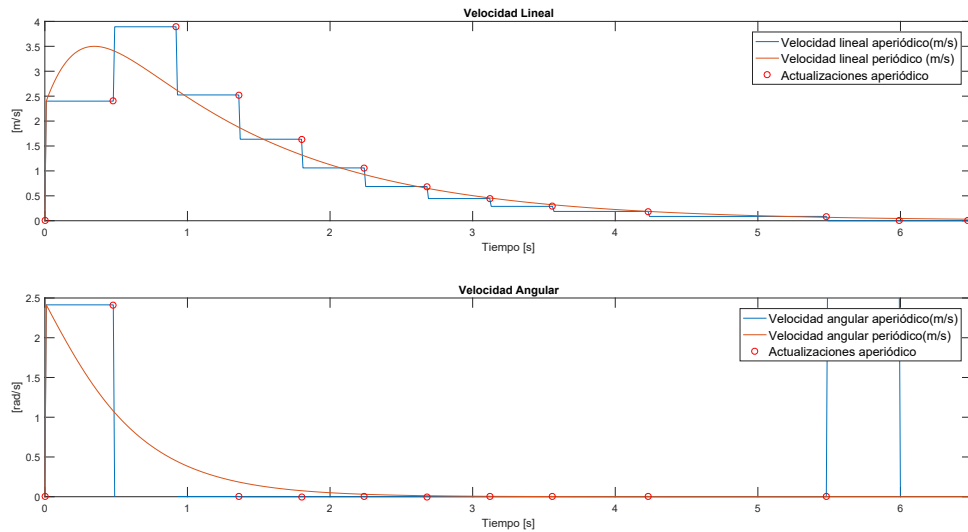 Velocidad Lineal
4
3.5
3
2.5
2
1.5
1
0.5
0
[m/s]
Velocidad lineal aperiódico(m/s)
Velocidad lineal periódico (m/s)
Actualizaciones aperiódico
0 1 2 3 4 5 6
Tiempo [s]
Velocidad Angular
2.5
2
1.5
1
0.5
0
[rad/s]
Velocidad angular aperiódico(m/s)
Velocidad angular periódico(m/s)
Actualizaciones aperiódico
0 1 2 3 4 5 6
Tiempo [s]